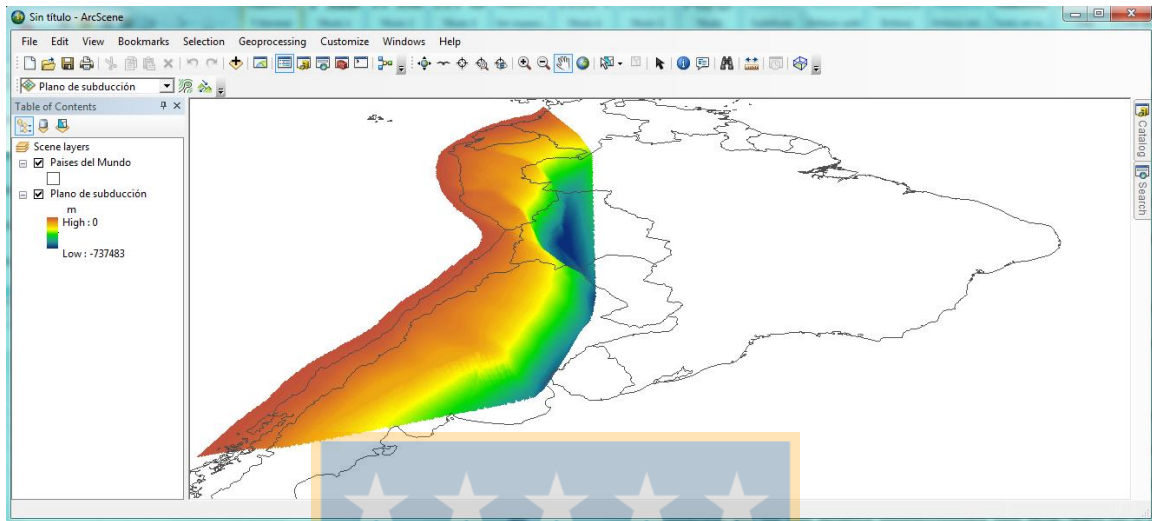 Sin título - ArcScene
File Edit View Bookmarks Selection Geoprocessing Customize Windows Help
Plano de subducción
Table of Contents
Scene layers
Paises del Mundo
Plano de subducción
m
High : 0
Low : -737483
Catalog
Search